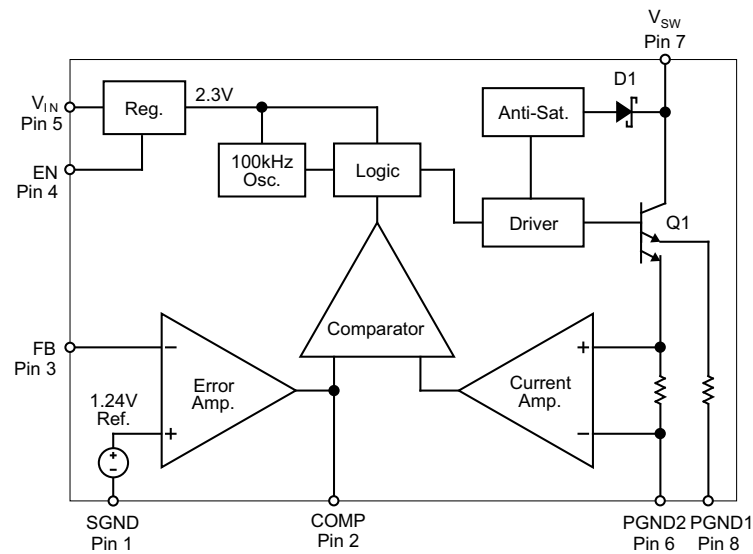 V_SW
Pin 7
D1
V_IN
Pin 5
Reg.
2.3V
Anti-Sat.
EN
Pin 4
100kHz
Osc.
Logic
Driver
Q1
Comparator
FB
Pin 3
−
Error
Amp.
+
Current
Amp.
1.24V
Ref.
+
−
+
−
SGND
Pin 1
COMP
Pin 2
PGND2
Pin 6
PGND1
Pin 8